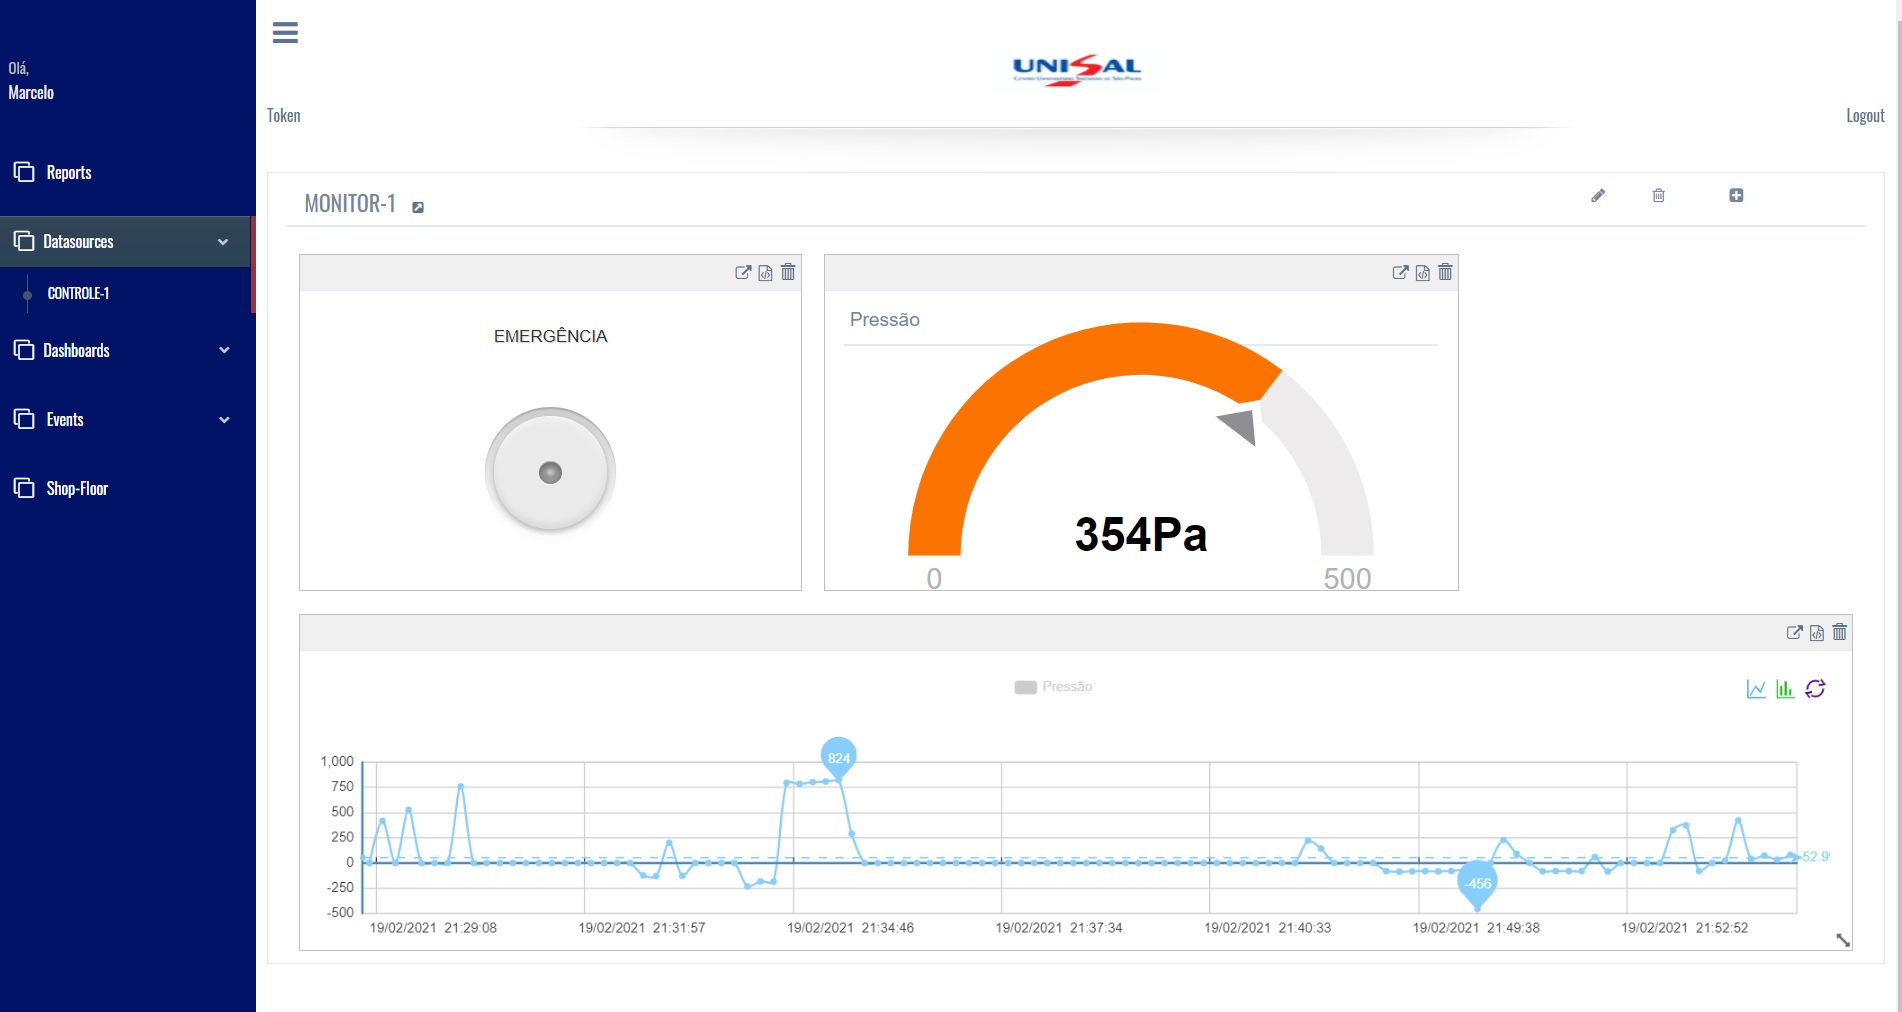 Olá,
Marcelo
Reports
Datasources
CONTROLE-1
Dashboards
Events
Shop-Floor
UNISAL
Token
Logout
MONITOR-1
EMERGÊNCIA
Pressão
354Pa
0
500
Pressão
824
1,000
750
500
250
0
-250
-500
52.9
-456
19/02/2021 21:29:08
19/02/2021 21:31:57
19/02/2021 21:34:46
19/02/2021 21:37:34
19/02/2021 21:40:33
19/02/2021 21:49:38
19/02/2021 21:52:52